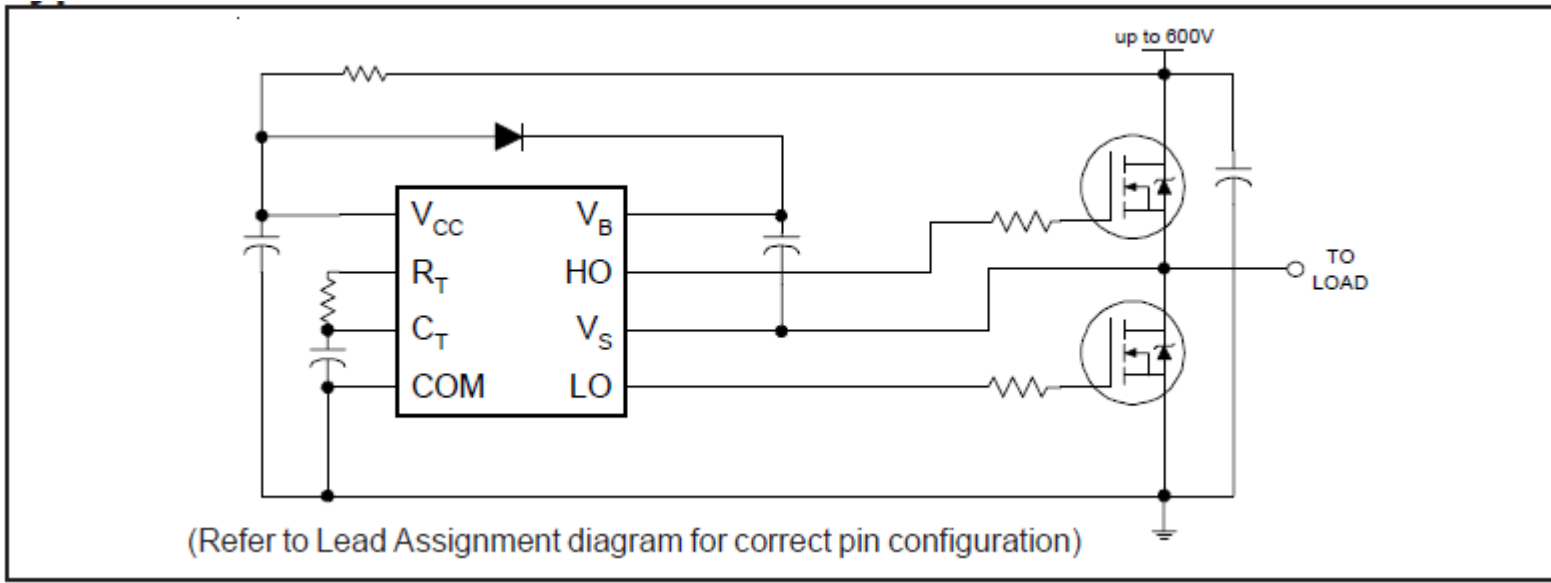 up to 600V
V_CC
V_B
R_T
HO
TO
LOAD
C_T
V_S
COM
LO
(Refer to Lead Assignment diagram for correct pin configuration)